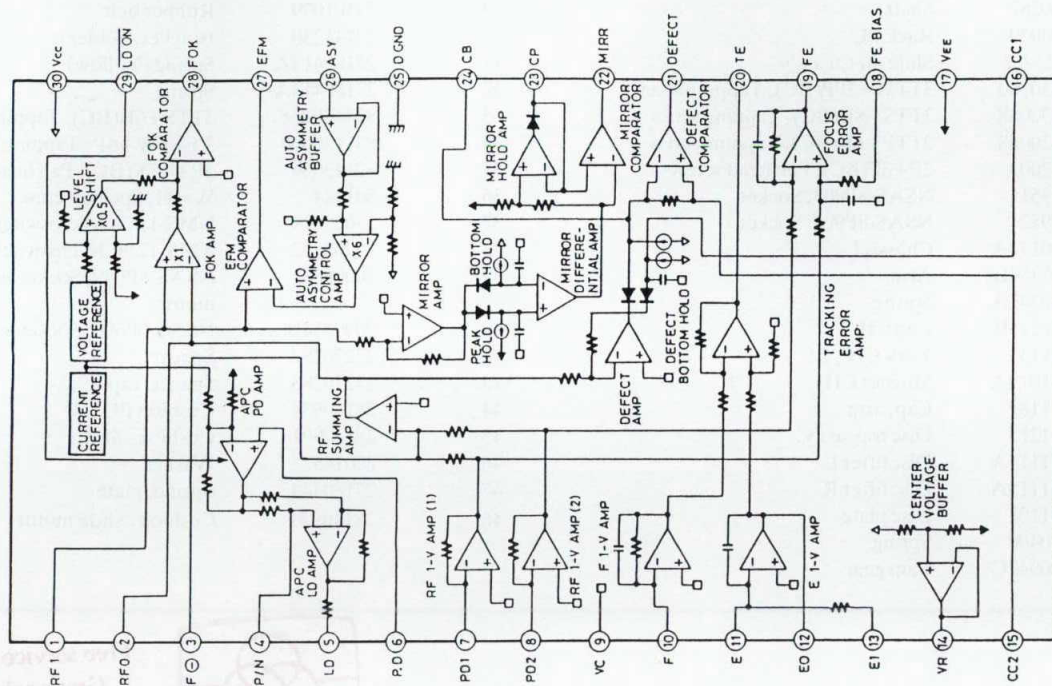 30 Vcc
29 LD ON
28 FOK
27 EFM
26 ASY
25 D GND
24 CB
23 CP
22 MIRR
21 DEFECT
20 TE
19 FE
18 FE BIAS
17 VEE
16 CC1
LEVEL SHIFT
X0.5
FOK COMPARATOR
X1
FOK AMP
EFM COMPARATOR
AUTO ASYMMETRY BUFFER
AUTO ASYMMETRY CONTROL AMP
X6
MIRROR HOLD AMP
MIRROR COMPARATOR
DEFECT COMPARATOR
FOCUS ERROR AMP
VOLTAGE REFERENCE
CURRENT REFERENCE
APC PD AMP
MIRROR AMP
BOTTOM HOLD
PEAK HOLD
MIRROR DIFFERE-NTIAL AMP
RF SUMMING AMP
DEFECT AMP
DEFECT BOTTOM HOLD
TRACKING ERROR AMP
APC LD AMP
RF 1-V AMP (1)
RF 1-V AMP (2)
F 1-V AMP
E 1-V AMP
CENTER VOLTAGE BUFFER
RF I 1
RF O 2
RF ⊖ 3
P/N 4
LD 5
P.D 6
PD1 7
PD2 8
VC 9
F 10
E 11
EO 12
E1 13
VR 14
CC2 15